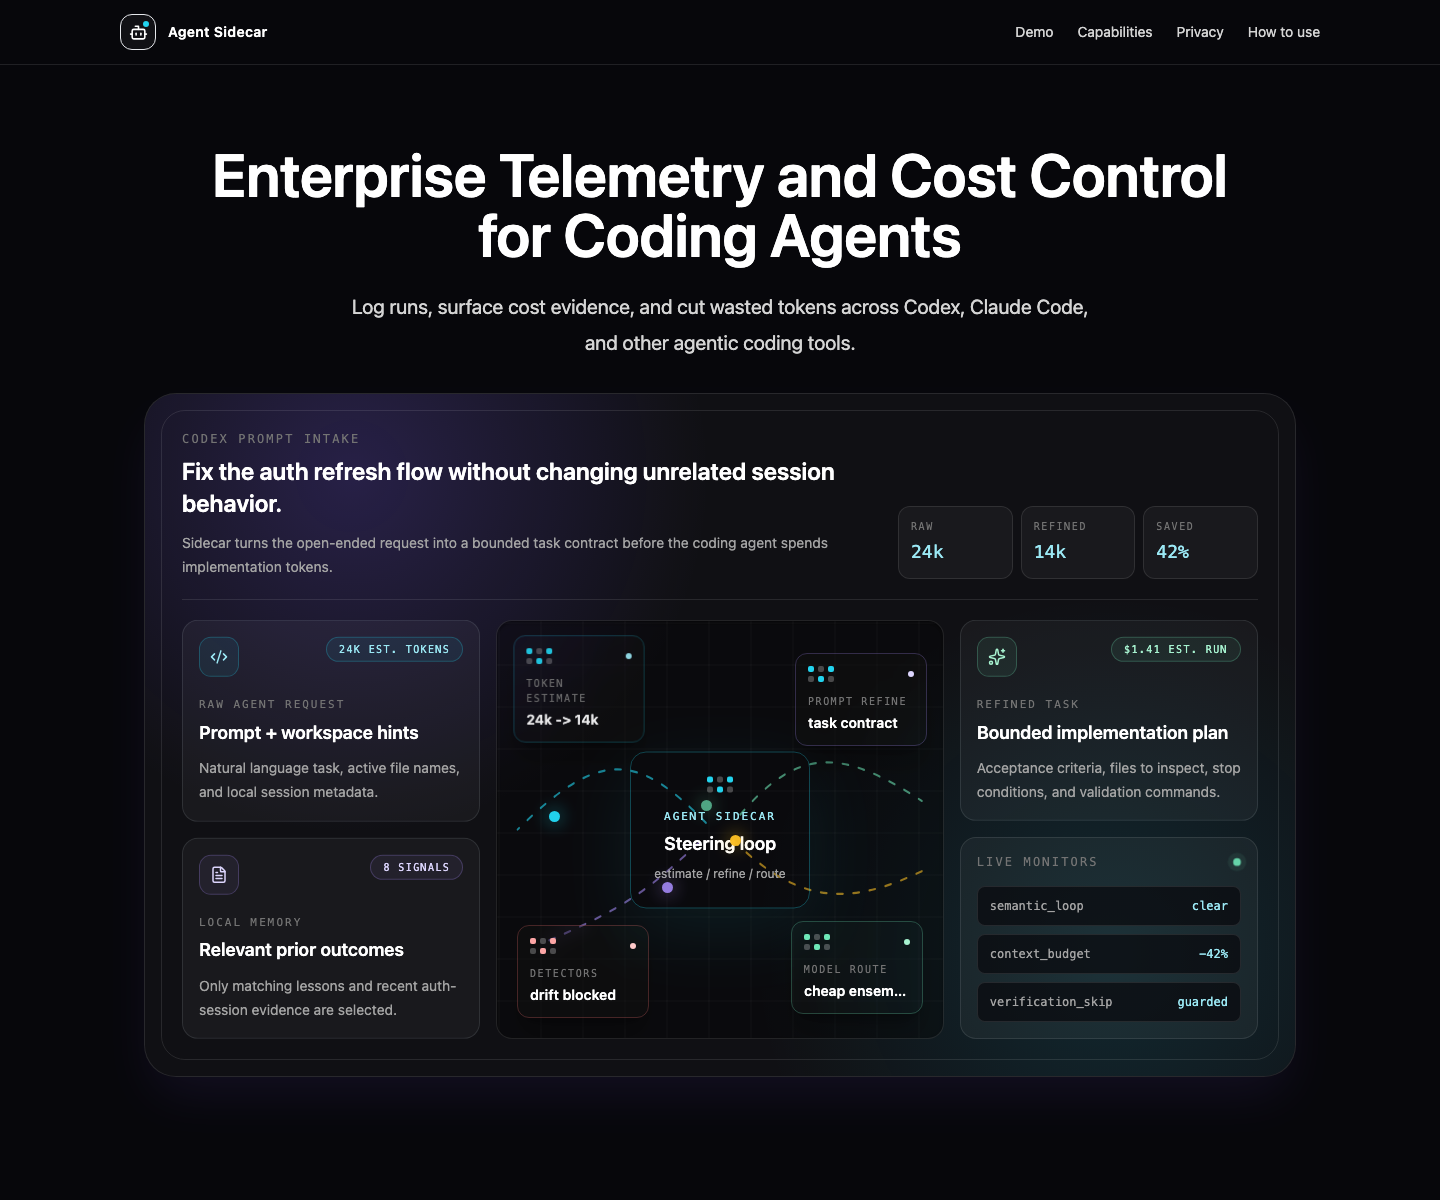 Agent Sidecar
Demo
Capabilities
Privacy
How to use
Enterprise Telemetry and Cost Control
for Coding Agents
Log runs, surface cost evidence, and cut wasted tokens across Codex, Claude Code,
and other agentic coding tools.
CODEX PROMPT INTAKE
Fix the auth refresh flow without changing unrelated session
behavior.
Sidecar turns the open-ended request into a bounded task contract before the coding agent spends
implementation tokens.
RAW
24k
REFINED
14k
SAVED
42%
24K EST. TOKENS
RAW AGENT REQUEST
Prompt + workspace hints
Natural language task, active file names,
and local session metadata.
8 SIGNALS
LOCAL MEMORY
Relevant prior outcomes
Only matching lessons and recent auth-
session evidence are selected.
TOKEN
ESTIMATE
24k -> 14k
PROMPT REFINE
task contract
AGENT SIDECAR
Steering loop
estimate / refine / route
DETECTORS
drift blocked
MODEL ROUTE
cheap ensem...
$1.41 EST. RUN
REFINED TASK
Bounded implementation plan
Acceptance criteria, files to inspect, stop
conditions, and validation commands.
LIVE MONITORS
semantic_loop
clear
context_budget
−42%
verification_skip
guarded